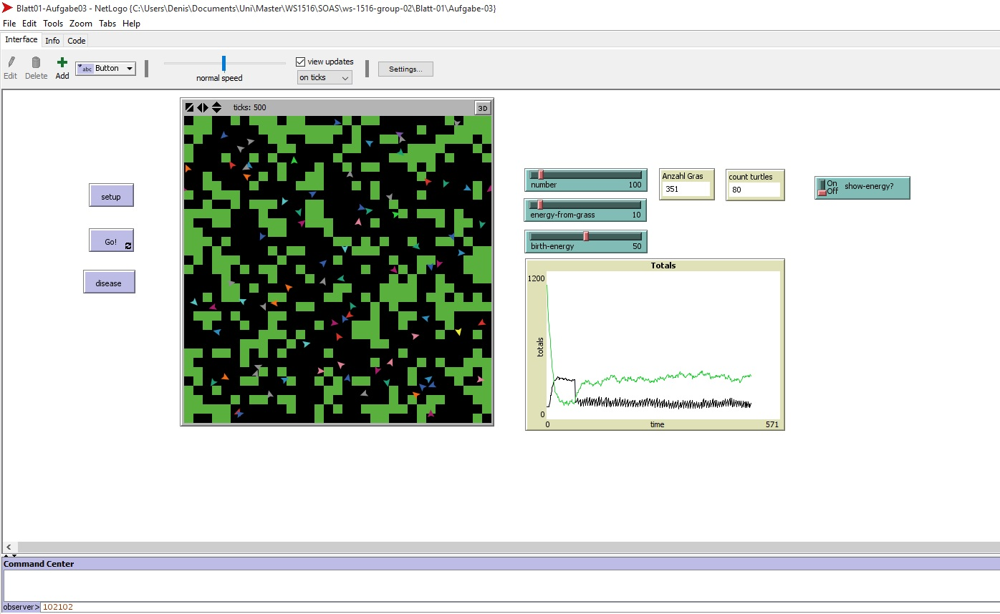 Blatt01-Aufgabe03 - NetLogo {C:\Users\Denis\Documents\Uni\Master\WS1516\SOAS\ws-1516-group-02\Blatt-01\Aufgabe-03}
File Edit Tools Zoom Tabs Help
Interface Info Code
Edit Delete Add abc Button normal speed view updates on ticks Settings...
ticks: 500 3D
setup
Go!
disease
number 100
energy-from-grass 10
birth-energy 50
Anzahl Gras
351
count turtles
80
On
Off
show-energy?
Totals
1200
totals
0
0 time 571
Command Center
observer> 102102